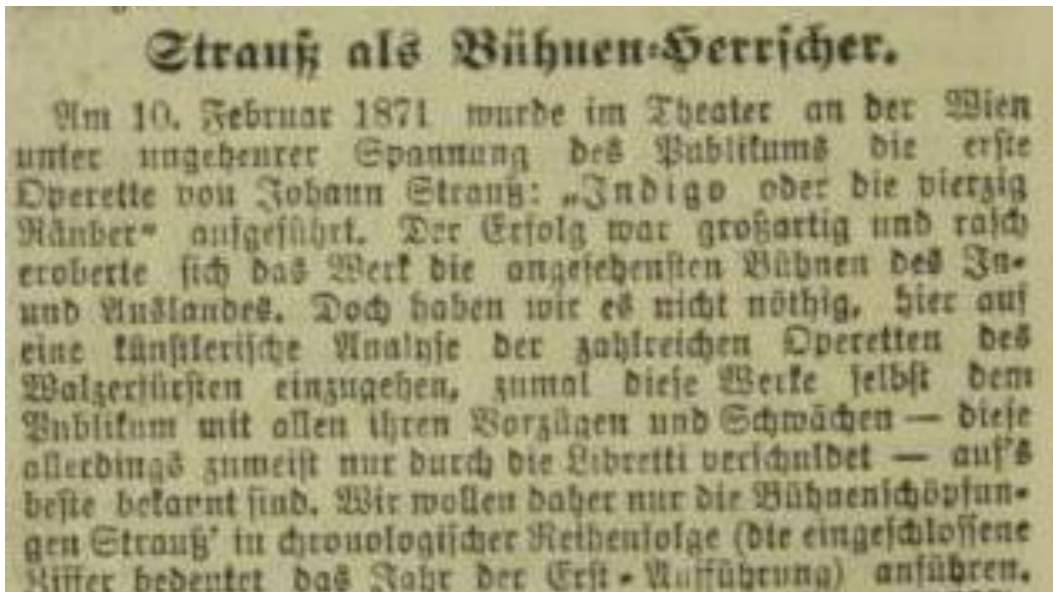 Strauß als Bühnen-Herrscher.
Am 10. Februar 1871 wurde im Theater an der Wien
unter ungeheurer Spannung des Publikums die erste
Operette von Johann Strauß: „Indigo oder die vierzig
Räuber“ aufgeführt. Der Erfolg war großartig und rasch
eroberte sich das Werk die angesehensten Bühnen des In-
und Auslandes. Doch haben wir es nicht nöthig, hier auf
eine künstlerische Analyse der zahlreichen Operetten des
Walzerfürsten einzugehen, zumal diese Werke selbst dem
Publikum mit allen ihren Vorzügen und Schwächen — diese
allerdings zumeist nur durch die Libretti verschuldet — auf's
beste bekannt sind. Wir wollen daher nur die Bühnenschöpfun-
gen Strauß' in chronologischer Reihenfolge (die eingeschlossene
Ziffer bedeutet das Jahr der Erst-Aufführung) anführen.